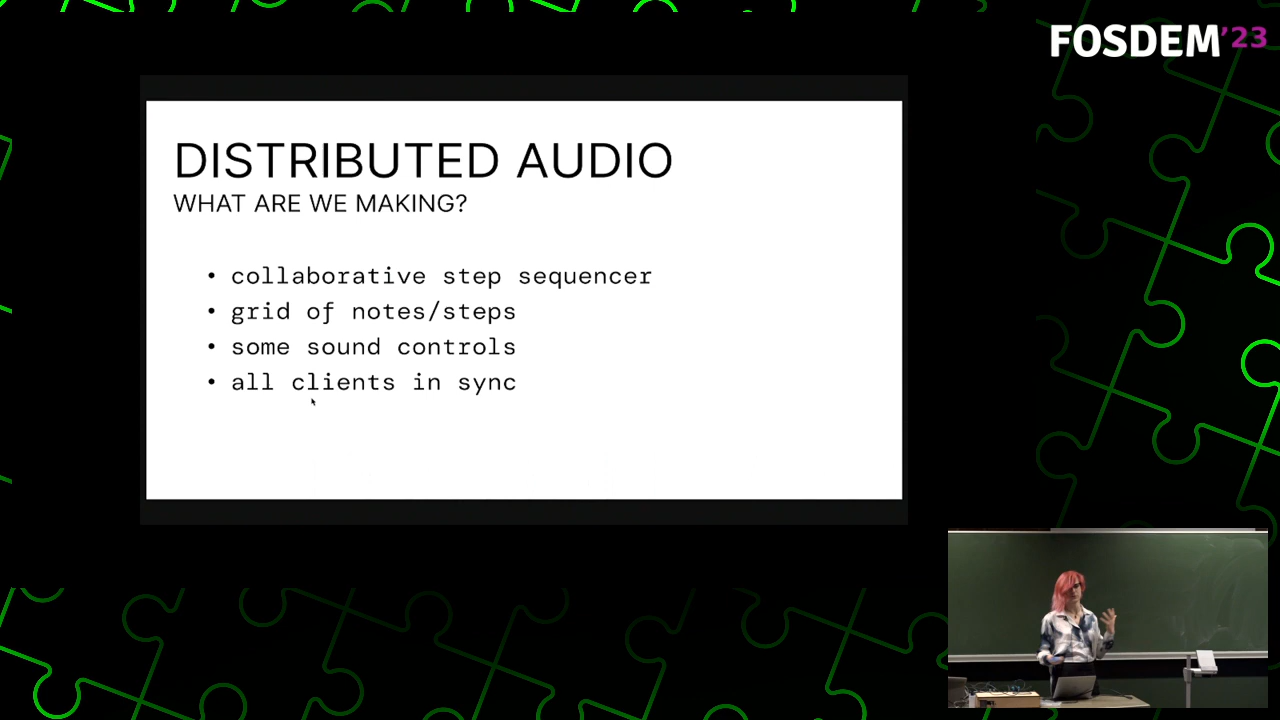 FOSDEM'23
DISTRIBUTED AUDIO
WHAT ARE WE MAKING?
• collaborative step sequencer
• grid of notes/steps
• some sound controls
• all clients in sync